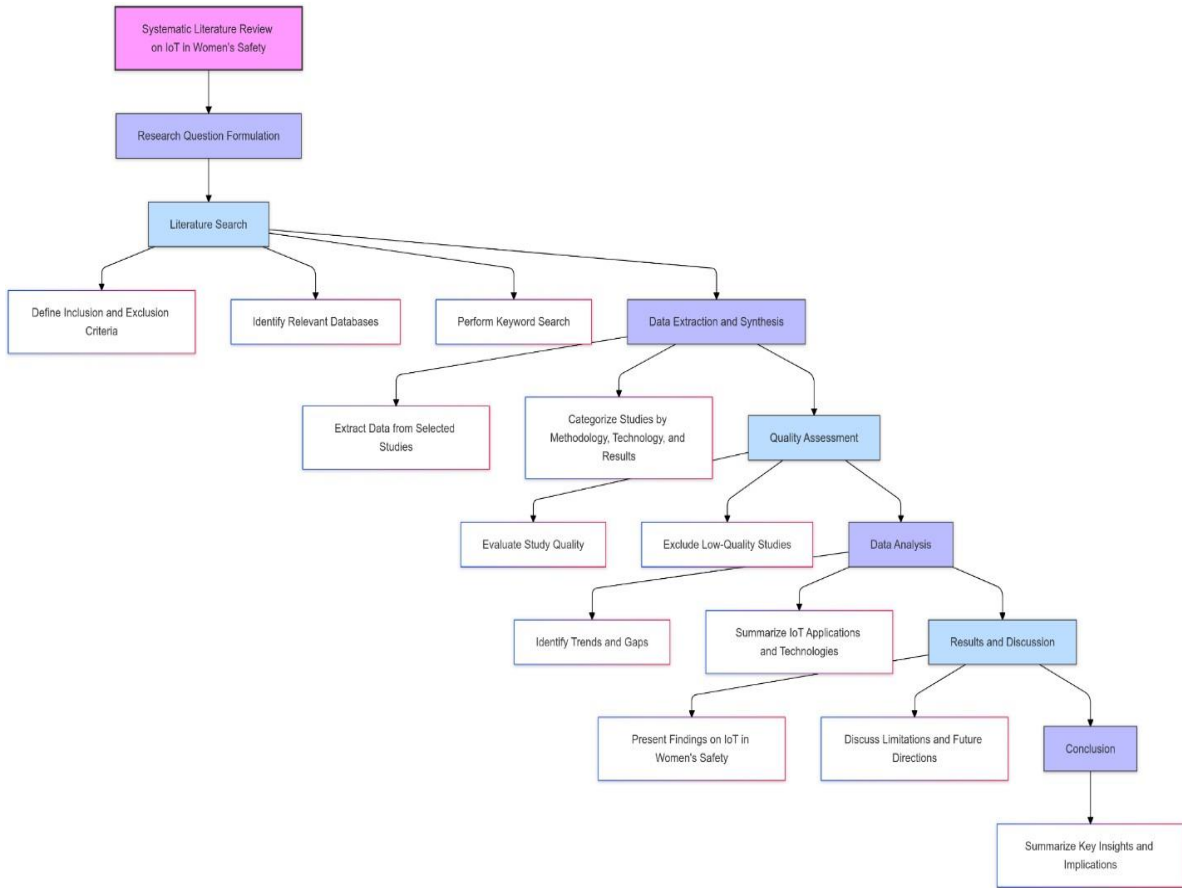 Systematic Literature Review
on IoT in Women's Safety
Research Question Formulation
Literature Search
Define Inclusion and Exclusion
Criteria
Identify Relevant Databases
Perform Keyword Search
Data Extraction and Synthesis
Extract Data from Selected
Studies
Categorize Studies by
Methodology, Technology, and
Results
Quality Assessment
Evaluate Study Quality
Exclude Low-Quality Studies
Data Analysis
Identify Trends and Gaps
Summarize IoT Applications
and Technologies
Results and Discussion
Present Findings on IoT in
Women's Safety
Discuss Limitations and Future
Directions
Conclusion
Summarize Key Insights and
Implications